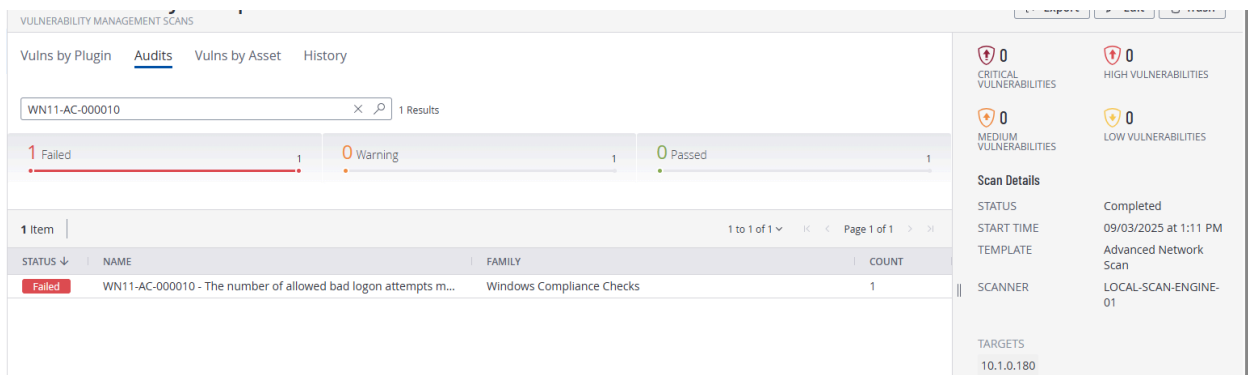 VULNERABILITY MANAGEMENT SCANS
Vulns by Plugin Audits Vulns by Asset History
WN11-AC-000010 1 Results
1 Failed 1 0 Warning 1 0 Passed 1
1 Item 1 to 1 of 1 Page 1 of 1
STATUS NAME FAMILY COUNT
Failed WN11-AC-000010 - The number of allowed bad logon attempts m... Windows Compliance Checks 1
0 0
CRITICAL VULNERABILITIES HIGH VULNERABILITIES
0 0
MEDIUM VULNERABILITIES LOW VULNERABILITIES
Scan Details
STATUS Completed
START TIME 09/03/2025 at 1:11 PM
TEMPLATE Advanced Network
Scan
SCANNER LOCAL-SCAN-ENGINE-
01
TARGETS
10.1.0.180